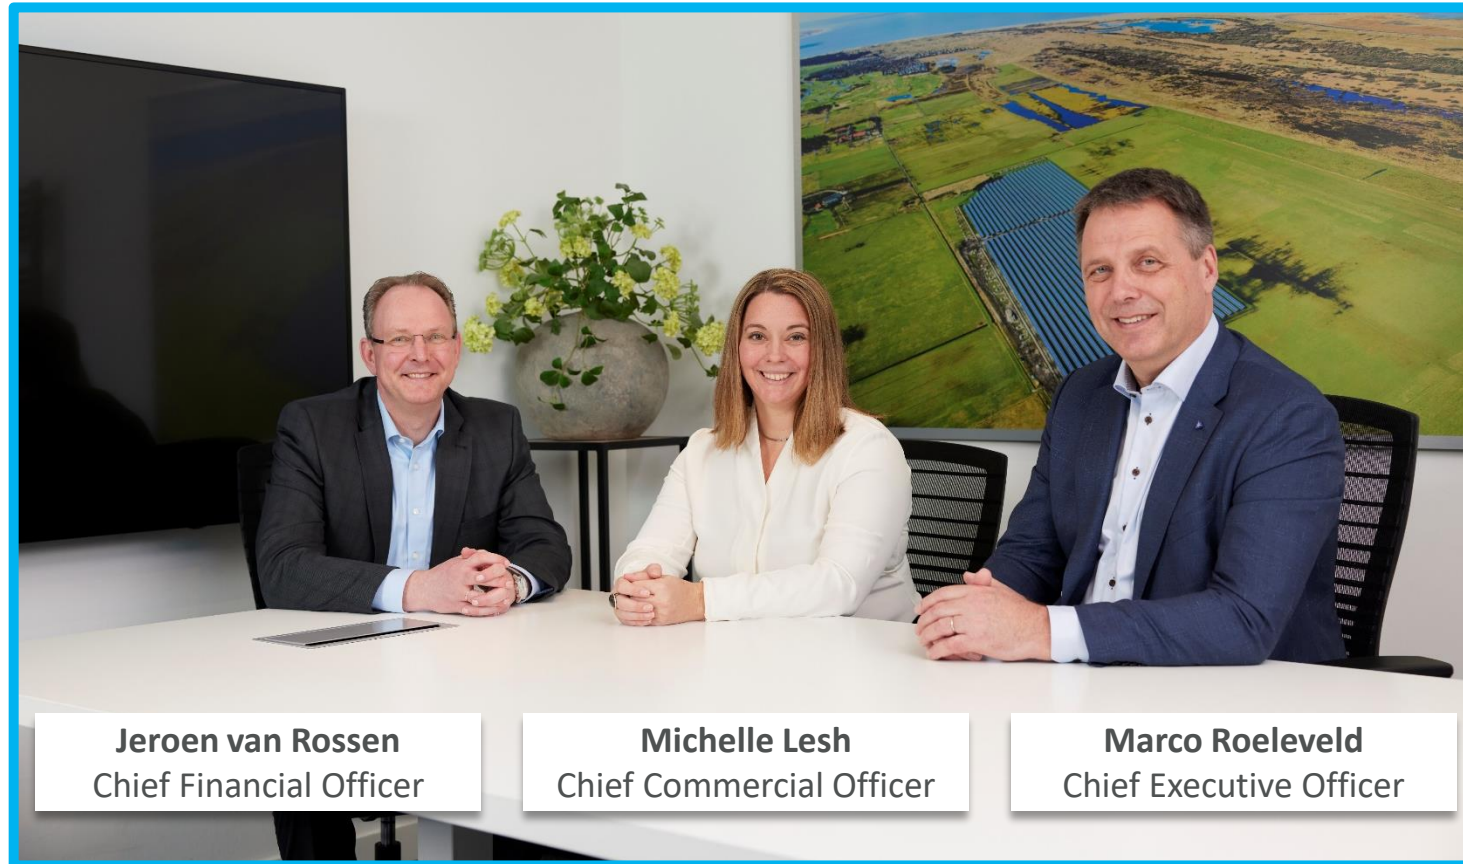 Jeroen van Rossen
Chief Financial Officer
Michelle Lesh
Chief Commercial Officer
Marco Roeleveld
Chief Executive Officer